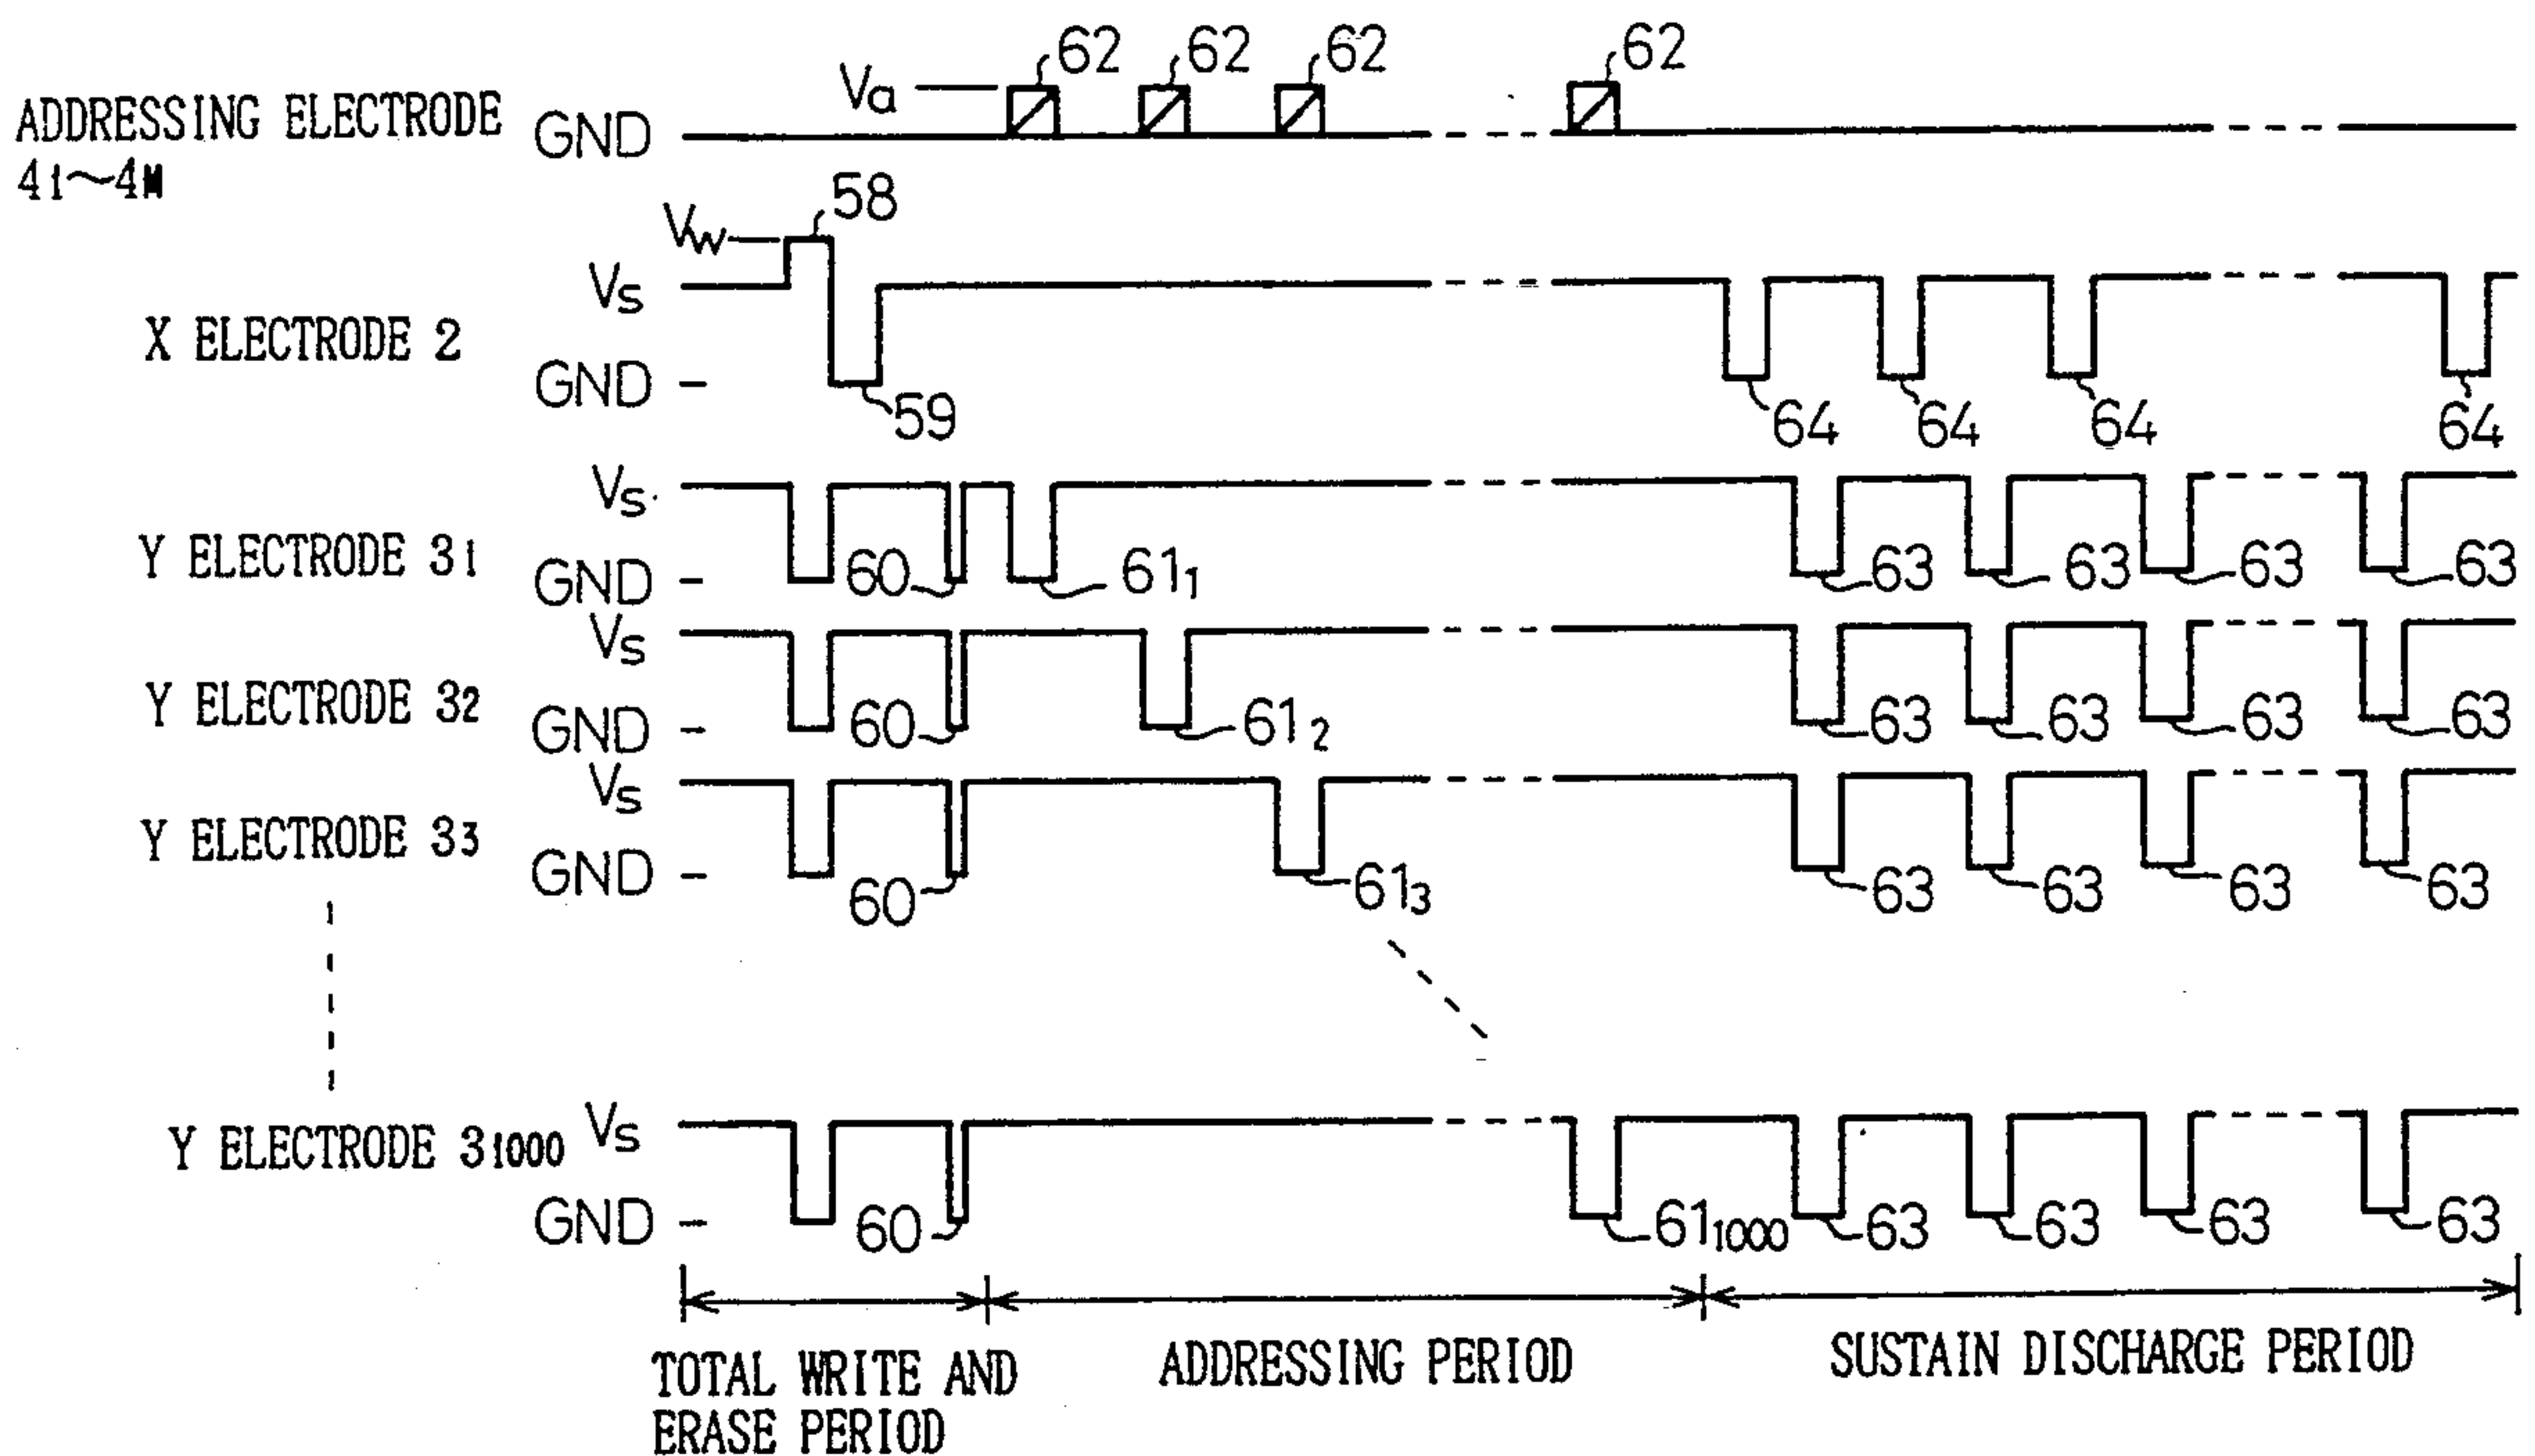 62 62 62 62
Va
ADDRESSING ELECTRODE GND
41~4M
58
Vw
Vs
X ELECTRODE 2
GND
59 64 64 64 64
Vs
Y ELECTRODE 31
GND 60 611 63 63 63 63
Vs
Y ELECTRODE 32
GND 60 612 63 63 63 63
Vs
Y ELECTRODE 33
GND 60 613 63 63 63 63
Y ELECTRODE 31000 Vs
GND 60 611000 63 63 63 63
TOTAL WRITE AND ADDRESSING PERIOD SUSTAIN DISCHARGE PERIOD
ERASE PERIOD